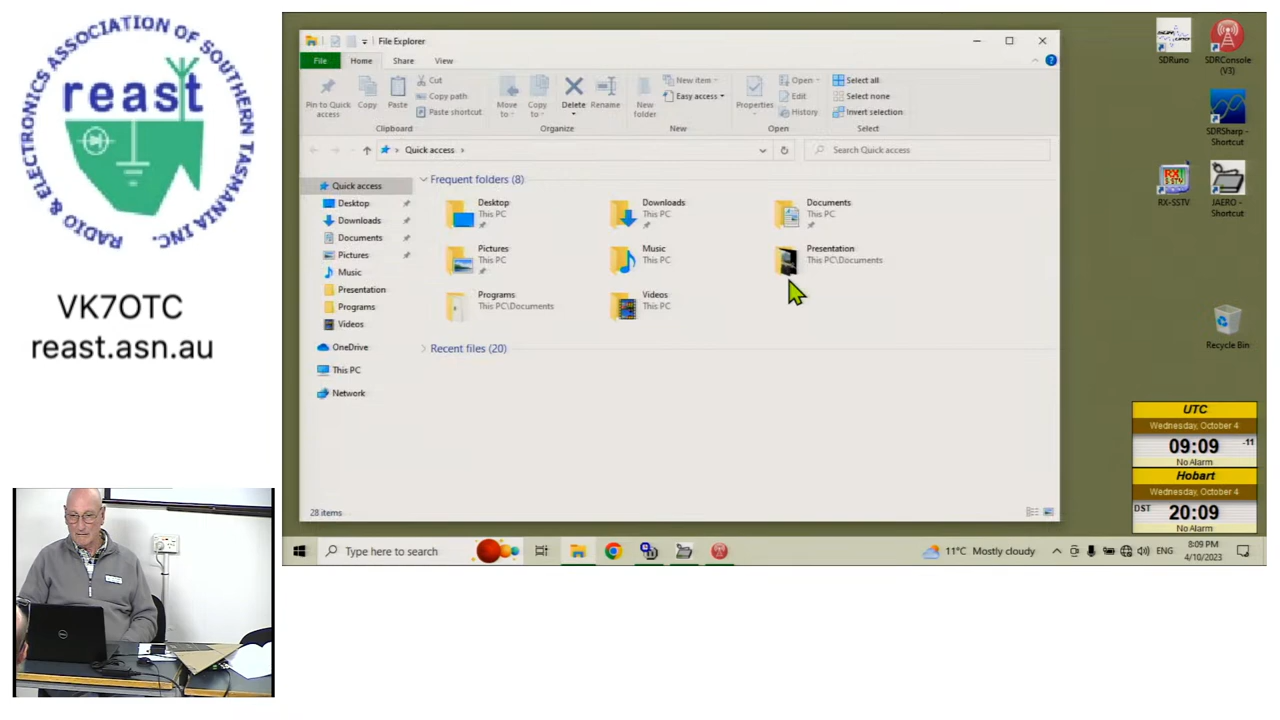 RADIO & ELECTRONICS ASSOCIATION OF SOUTHERN TASMANIA INC.
reast
VK7OTC
reast.asn.au
File Explorer
File
Home
Share
View
Pin to Quick access
Copy
Paste
Cut
Copy path
Paste shortcut
Clipboard
Move to
Copy to
Delete
Rename
Organize
New folder
New item
Easy access
New
Properties
Open
Edit
History
Open
Select all
Select none
Invert selection
Select
Quick access
Search Quick access
Quick access
Desktop
Downloads
Documents
Pictures
Music
Presentation
Programs
Videos
OneDrive
This PC
Network
Frequent folders (8)
Desktop
This PC
Downloads
This PC
Documents
This PC
Pictures
This PC
Music
This PC
Presentation
This PC\Documents
Programs
This PC\Documents
Videos
This PC
Recent files (20)
28 items
SDRuno
SDRConsole
(V3)
SDRSharp -
Shortcut
RX-SSTV
JAERO -
Shortcut
Recycle Bin
UTC
Wednesday, October 4
09:09
-11
No Alarm
Hobart
Wednesday, October 4
DST
20:09
No Alarm
Type here to search
11°C Mostly cloudy
ENG
8:09 PM
4/10/2023